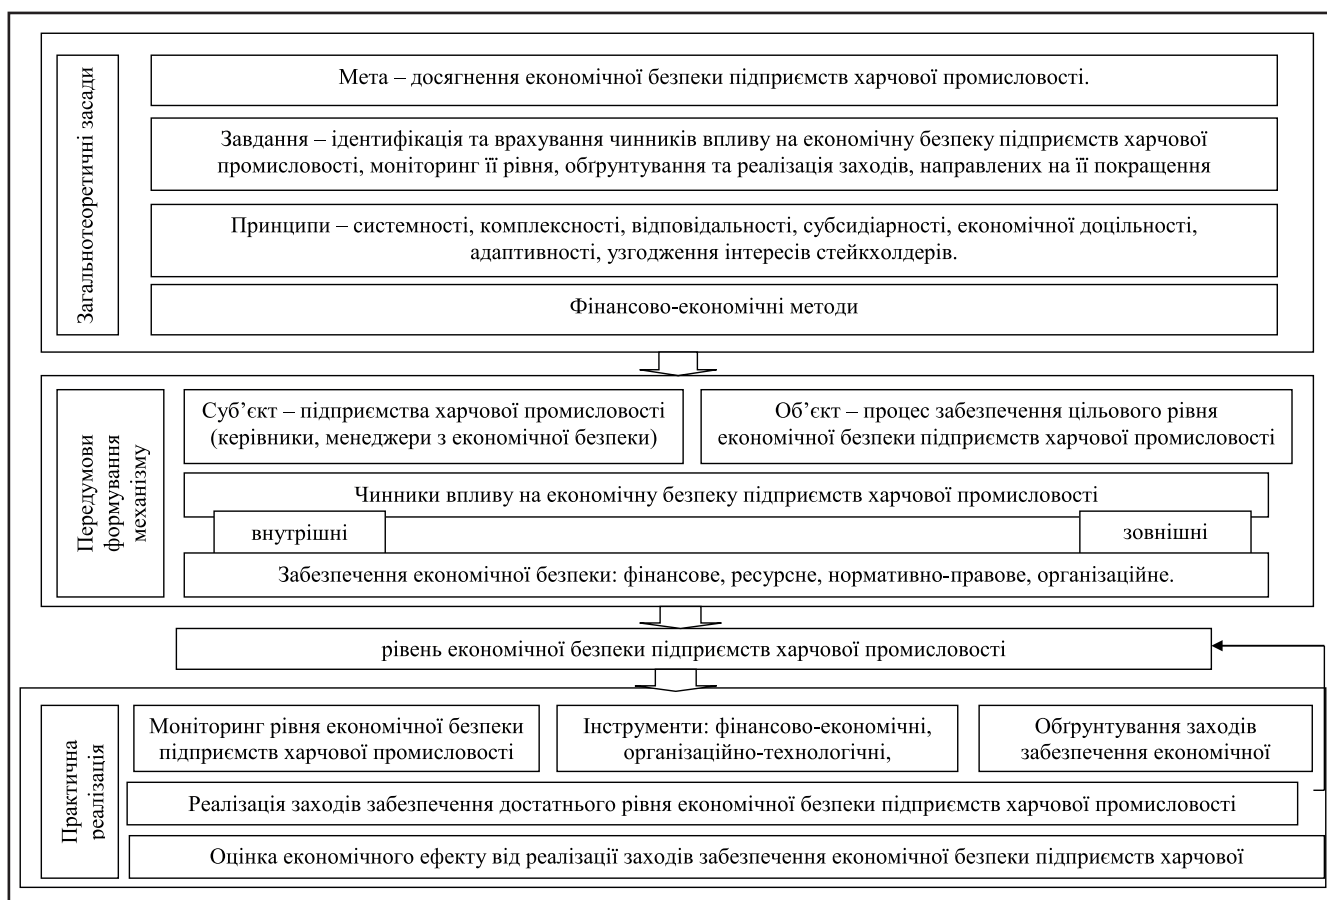 Загальнотеоретичні засади
Мета – досягнення економічної безпеки підприємств харчової промисловості.
Завдання – ідентифікація та врахування чинників впливу на економічну безпеку підприємств харчової
промисловості, моніторинг її рівня, обґрунтування та реалізація заходів, направлених на її покращення
Принципи – системності, комплексності, відповідальності, субсидіарності, економічної доцільності,
адаптивності, узгодження інтересів стейкхолдерів.
Фінансово-економічні методи
Передумови
формування
механізму
Суб’єкт – підприємства харчової промисловості
(керівники, менеджери з економічної безпеки)
Об’єкт – процес забезпечення цільового рівня
економічної безпеки підприємств харчової промисловості
Чинники впливу на економічну безпеку підприємств харчової промисловості
внутрішні
зовнішні
Забезпечення економічної безпеки: фінансове, ресурсне, нормативно-правове, організаційне.
рівень економічної безпеки підприємств харчової промисловості
Практична
реалізація
Моніторинг рівня економічної безпеки
підприємств харчової промисловості
Інструменти: фінансово-економічні,
організаційно-технологічні,
Обґрунтування заходів
забезпечення економічної
Реалізація заходів забезпечення достатнього рівня економічної безпеки підприємств харчової промисловості
Оцінка економічного ефекту від реалізації заходів забезпечення економічної безпеки підприємств харчової